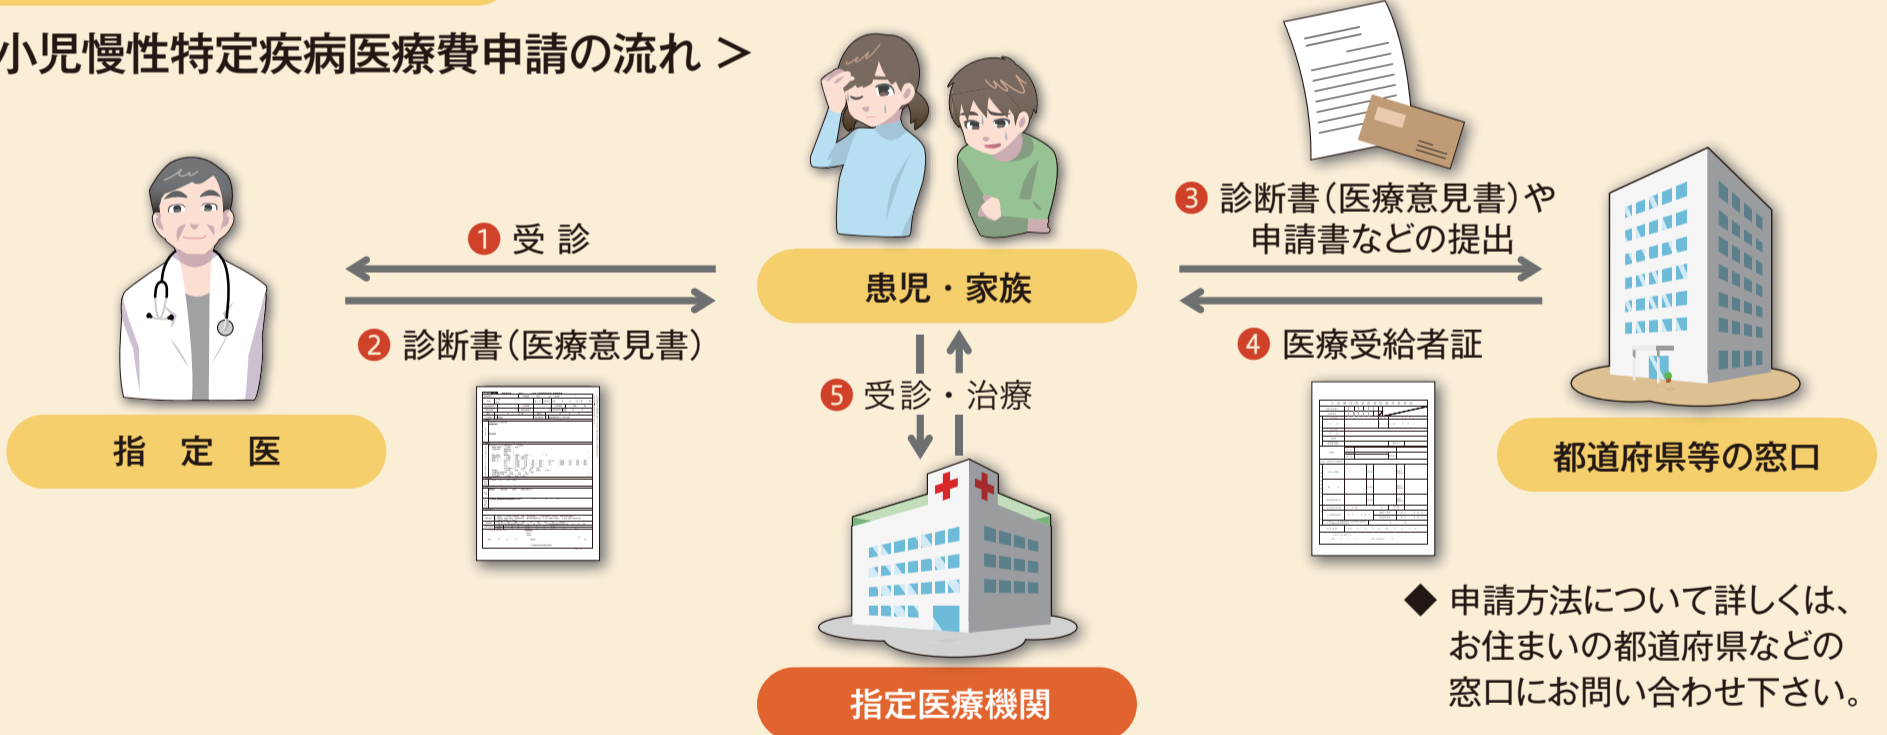 小児慢性特定疾病医療費申請の流れ >
❶ 受 診
❷ 診断書(医療意見書)
指 定 医
患児・家族
❸ 診断書(医療意見書)や
申請書などの提出
❹ 医療受給者証
都道府県等の窓口
❺ 受診・治療
指定医療機関
◆ 申請方法について詳しくは、
お住まいの都道府県などの
窓口にお問い合わせ下さい。